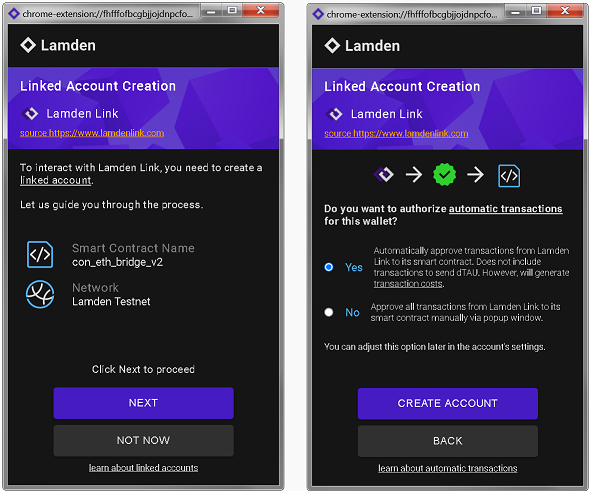 chrome-extension://fhfffofbcgbjjojdnpcfo...
Lamden
Linked Account Creation
Lamden Link
source https://www.lamdenlink.com
To interact with Lamden Link, you need to create a
linked account.
Let us guide you through the process.
Smart Contract Name
con_eth_bridge_v2
Network
Lamden Testnet
Click Next to proceed
NEXT
NOT NOW
learn about linked accounts
chrome-extension://fhfffofbcgbjjojdnpcfo...
Lamden
Linked Account Creation
Lamden Link
source https://www.lamdenlink.com
Do you want to authorize automatic transactions
for this wallet?
Yes
Automatically approve transactions from Lamden
Link to its smart contract. Does not include
transactions to send dTAU. However, will generate
transaction costs.
No
Approve all transactions from Lamden Link to its
smart contract manually via popup window.
You can adjust this option later in the account's settings.
CREATE ACCOUNT
BACK
learn about automatic transactions